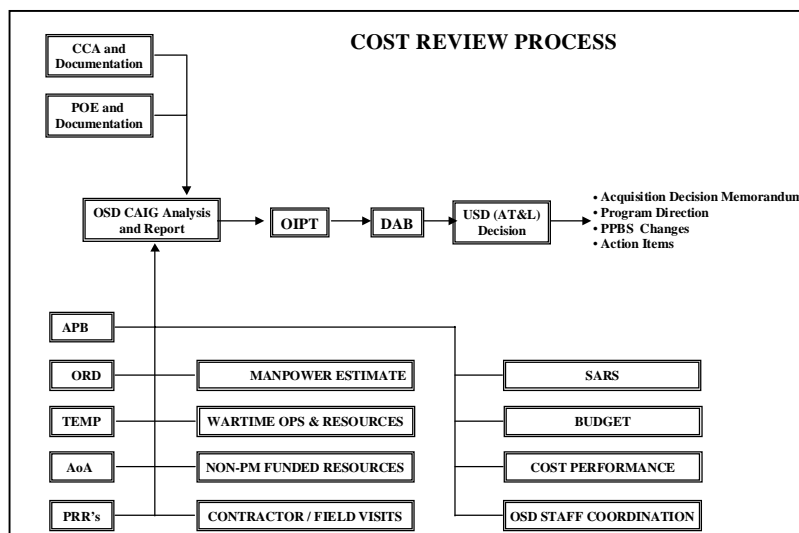 COST REVIEW PROCESS
CCA and
Documentation
POE and
Documentation
OSD CAIG Analysis
and Report
OIPT
DAB
USD (AT&L)
Decision
• Acquisition Decision Memorandum
• Program Direction
• PPBS Changes
• Action Items
APB
ORD
MANPOWER ESTIMATE
SARS
TEMP
WARTIME OPS & RESOURCES
BUDGET
AoA
NON-PM FUNDED RESOURCES
COST PERFORMANCE
PRR's
CONTRACTOR / FIELD VISITS
OSD STAFF COORDINATION